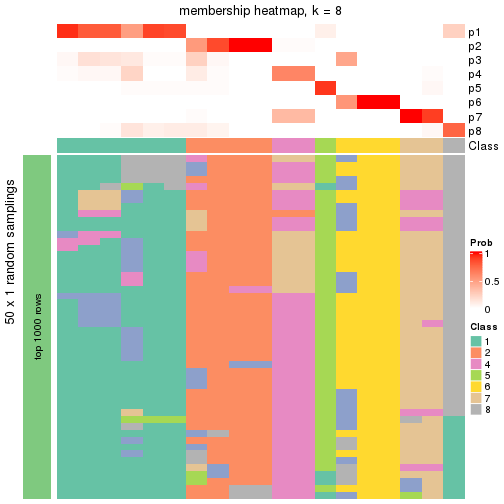 membership heatmap, k = 8
p1
p2
p3
p4
p5
p6
p7
p8
Class
50 x 1 random samplings
top 1000 rows
Prob
1
0.5
0
Class
1
2
4
5
6
7
8